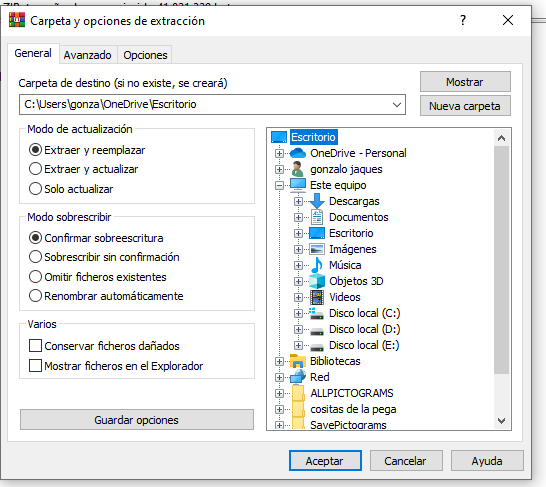 Carpeta y opciones de extracción
General
Avanzado
Opciones
Carpeta de destino (si no existe, se creará)
Mostrar
C:\Users\gonza\OneDrive\Escritorio
Nueva carpeta
Modo de actualización
Extraer y reemplazar
Extraer y actualizar
Solo actualizar
Modo sobrescribir
Confirmar sobreescritura
Sobrescribir sin confirmación
Omitir ficheros existentes
Renombrar automáticamente
Varios
Conservar ficheros dañados
Mostrar ficheros en el Explorador
Guardar opciones
Escritorio
OneDrive - Personal
gonzalo jaques
Este equipo
Descargas
Documentos
Escritorio
Imágenes
Música
Objetos 3D
Videos
Disco local (C:)
Disco local (D:)
Disco local (E:)
Bibliotecas
Red
ALLPICTOGRAMS
cositas de la pega
SavePictograms
Aceptar
Cancelar
Ayuda